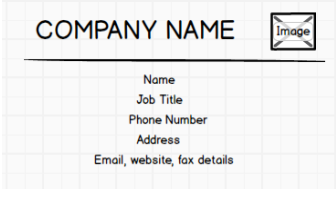 COMPANY NAME
Image
Name
Job Title
Phone Number
Address
Email, website, fax details